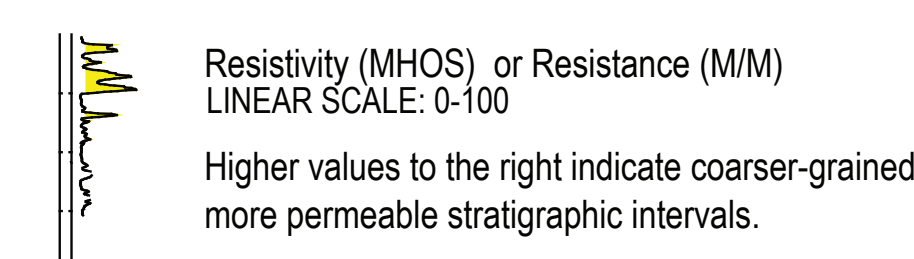 Resistivity (MHOS) or Resistance (M/M)
LINEAR SCALE: 0-100
Higher values to the right indicate coarser-grained
more permeable stratigraphic intervals.